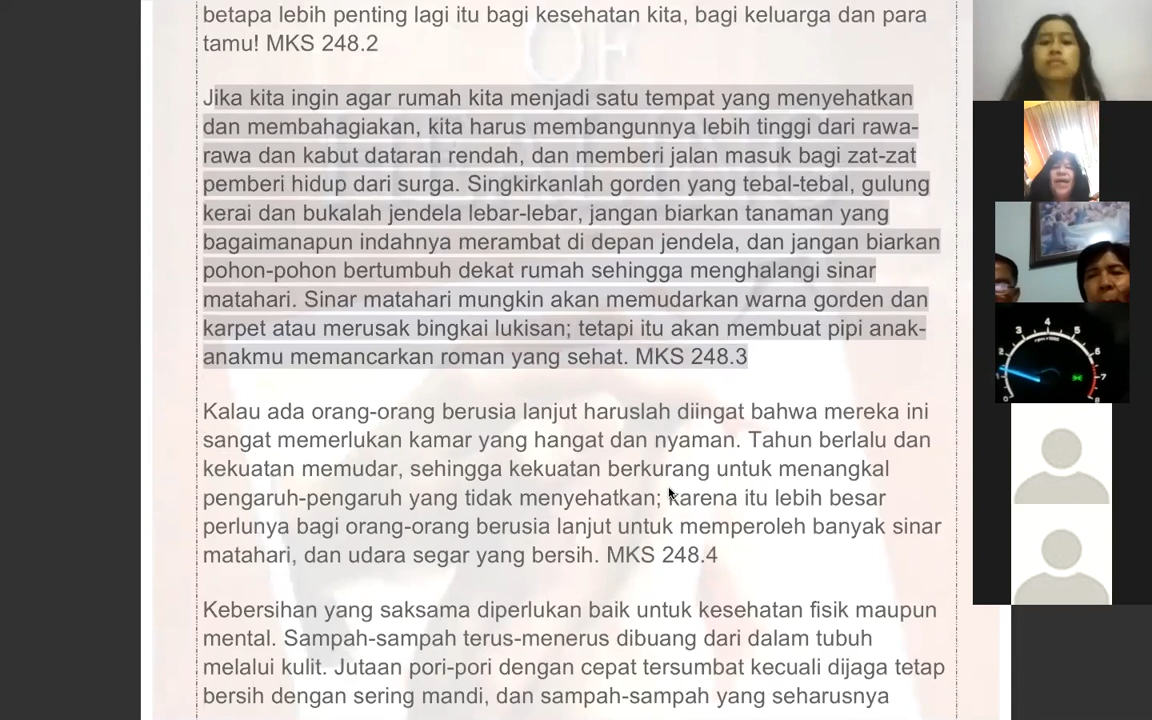 betapa lebih penting lagi itu bagi kesehatan kita, bagi keluarga dan para
tamu! MKS 248.2
Jika kita ingin agar rumah kita menjadi satu tempat yang menyehatkan
dan membahagiakan, kita harus membangunnya lebih tinggi dari rawa-
rawa dan kabut dataran rendah, dan memberi jalan masuk bagi zat-zat
pemberi hidup dari surga. Singkirkanlah gorden yang tebal-tebal, gulung
kerai dan bukalah jendela lebar-lebar, jangan biarkan tanaman yang
bagaimanapun indahnya merambat di depan jendela, dan jangan biarkan
pohon-pohon bertumbuh dekat rumah sehingga menghalangi sinar
matahari. Sinar matahari mungkin akan memudarkan warna gorden dan
karpet atau merusak bingkai lukisan; tetapi itu akan membuat pipi anak-
anakmu memancarkan roman yang sehat. MKS 248.3
Kalau ada orang-orang berusia lanjut haruslah diingat bahwa mereka ini
sangat memerlukan kamar yang hangat dan nyaman. Tahun berlalu dan
kekuatan memudar, sehingga kekuatan berkurang untuk menangkal
pengaruh-pengaruh yang tidak menyehatkan; karena itu lebih besar
perlunya bagi orang-orang berusia lanjut untuk memperoleh banyak sinar
matahari, dan udara segar yang bersih. MKS 248.4
Kebersihan yang saksama diperlukan baik untuk kesehatan fisik maupun
mental. Sampah-sampah terus-menerus dibuang dari dalam tubuh
melalui kulit. Jutaan pori-pori dengan cepat tersumbat kecuali dijaga tetap
bersih dengan sering mandi, dan sampah-sampah yang seharusnya
OF
0 1 2 3 4 5 6 7 8